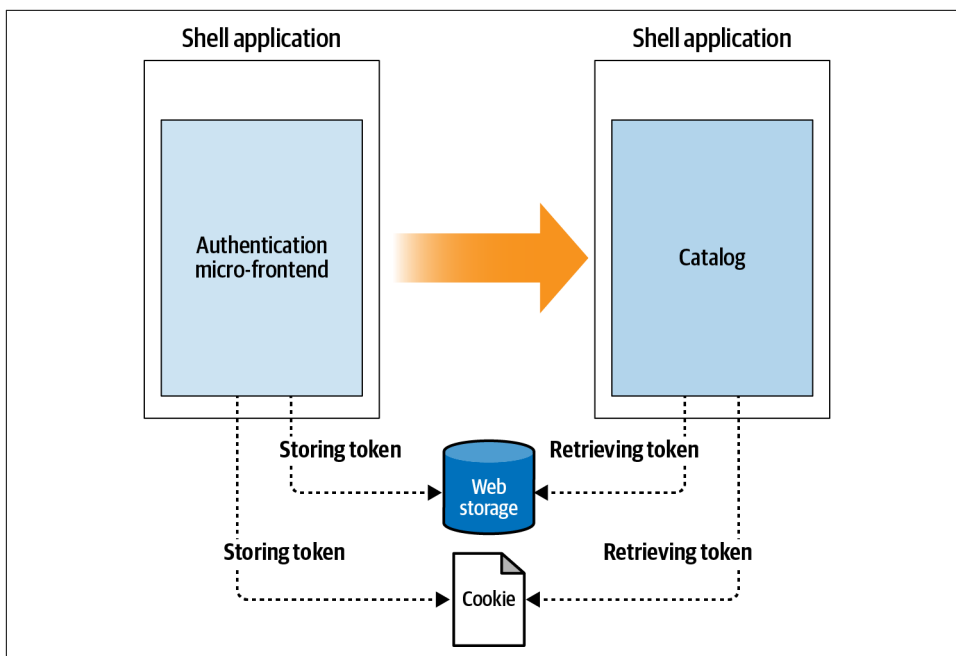 Shell application
Shell application
Authentication
micro-frontend
Catalog
Storing token
Retrieving token
Web
storage
Storing token
Retrieving token
Cookie